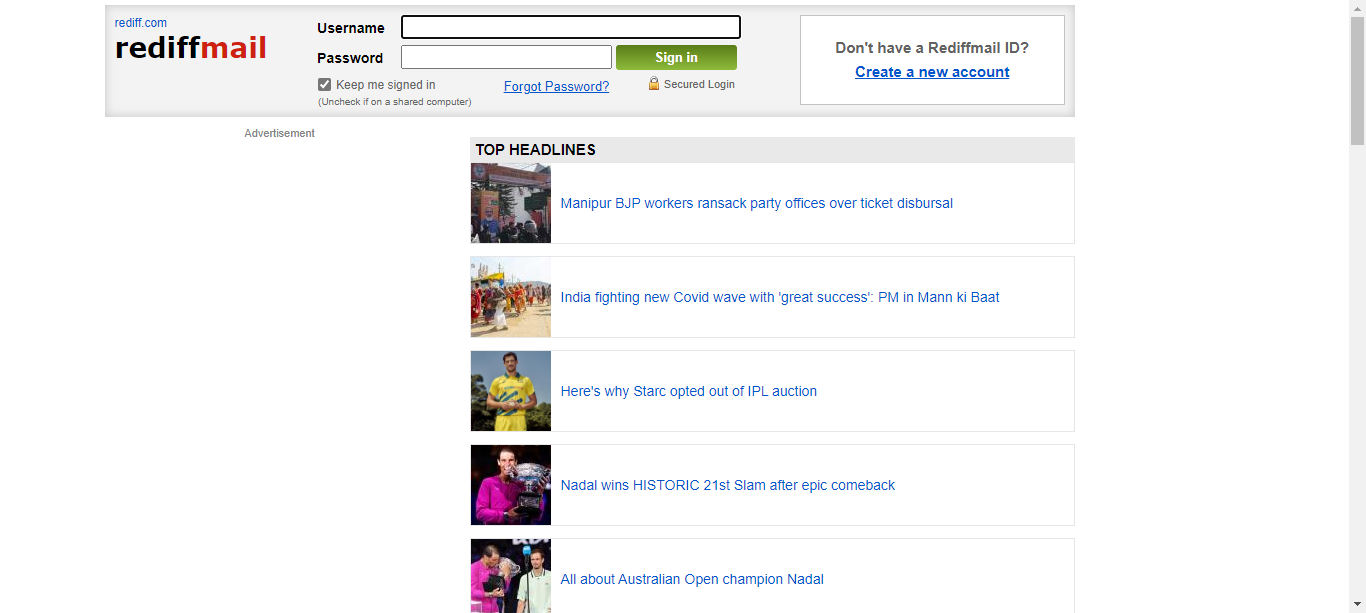 rediff.com
rediffmail
Username
Password
Sign in
Keep me signed in
Forgot Password?
Secured Login
(Uncheck if on a shared computer)
Don't have a Rediffmail ID?
Create a new account
Advertisement
TOP HEADLINES
Manipur BJP workers ransack party offices over ticket disbursal
India fighting new Covid wave with 'great success': PM in Mann ki Baat
Here's why Starc opted out of IPL auction
Nadal wins HISTORIC 21st Slam after epic comeback
All about Australian Open champion Nadal